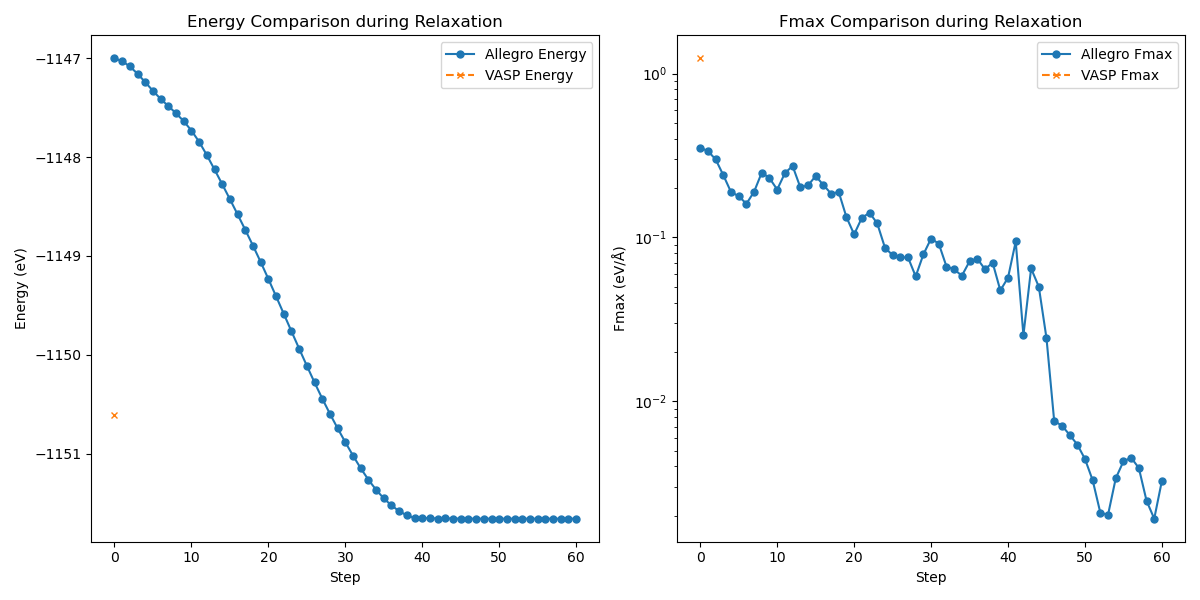 Energy Comparison during Relaxation
Allegro Energy
VASP Energy
Energy (eV)
−1147
−1148
−1149
−1150
−1151
0 10 20 30 40 50 60
Step
Fmax Comparison during Relaxation
Allegro Fmax
VASP Fmax
Fmax (eV/Å)
10⁰
10⁻¹
10⁻²
0 10 20 30 40 50 60
Step